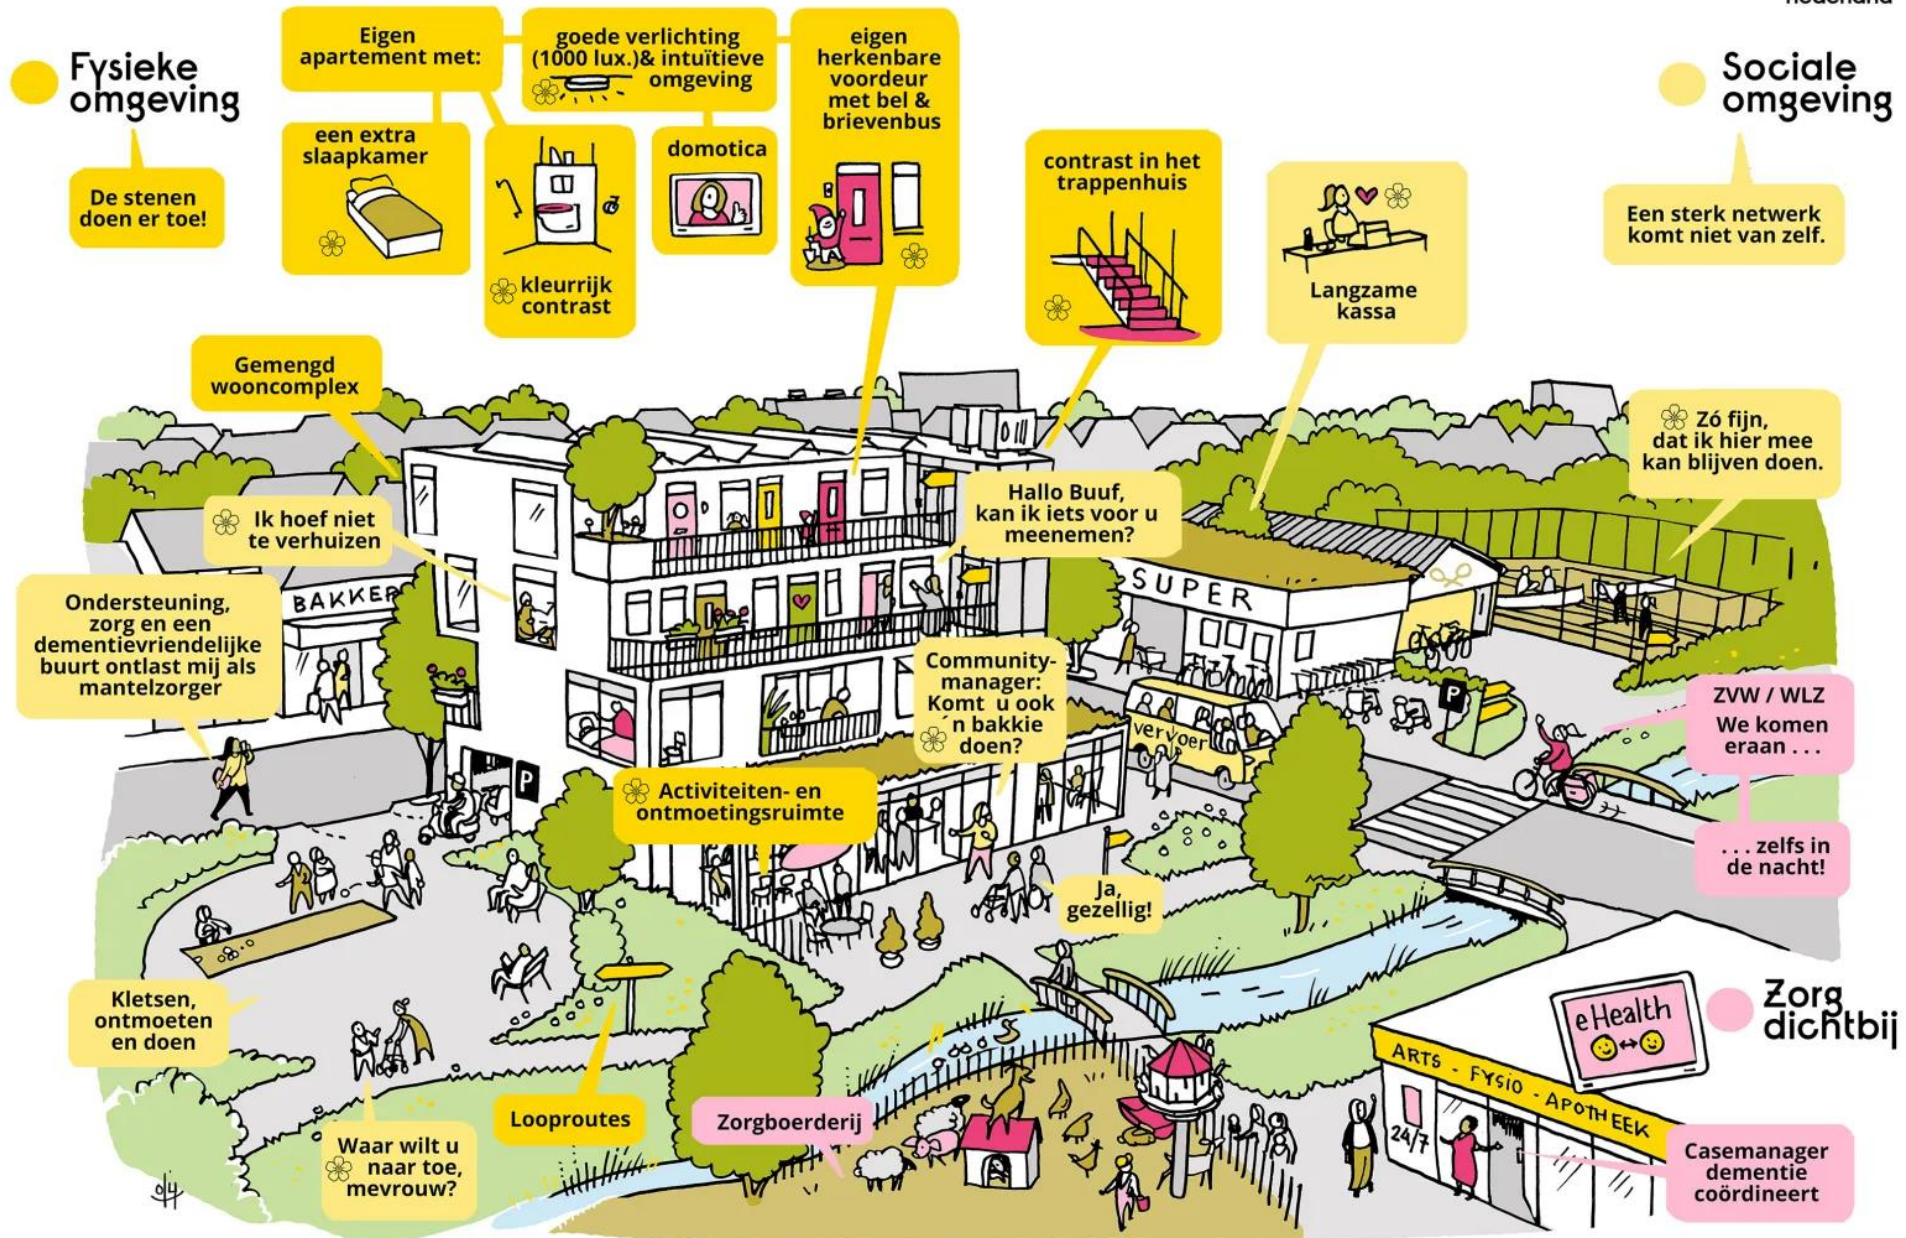 Fysieke
omgeving
De stenen
doen er toe!
Eigen
apartement met:
goede verlichting
(1000 lux.)& intuïtieve
omgeving
eigen
herkenbare
voordeur
met bel &
brievenbus
een extra
slaapkamer
kleurrijk
contrast
domotica
contrast in het
trappenhuis
Langzame
kassa
Sociale
omgeving
Een sterk netwerk
komt niet van zelf.
Gemengd
wooncomplex
Zó fijn,
dat ik hier mee
kan blijven doen.
Ik hoef niet
te verhuizen
Hallo Buuf,
kan ik iets voor u
meenemen?
BAKKER
SUPER
Ondersteuning,
zorg en een
dementievriendelijke
buurt ontlast mij als
mantelzorger
Community-
manager:
Komt u ook
´n bakkie
doen?
vervoer
P
P
ZVW / WLZ
We komen
eraan . . .
. . . zelfs in
de nacht!
Activiteiten- en
ontmoetingsruimte
Ja,
gezellig!
Kletsen,
ontmoeten
en doen
Looproutes
Zorgboerderij
Waar wilt u
naar toe,
mevrouw?
eHealth
Zorg
dichtbij
ARTS - FYSIO - APOTHEEK
24/7
Casemanager
dementie
coördineert